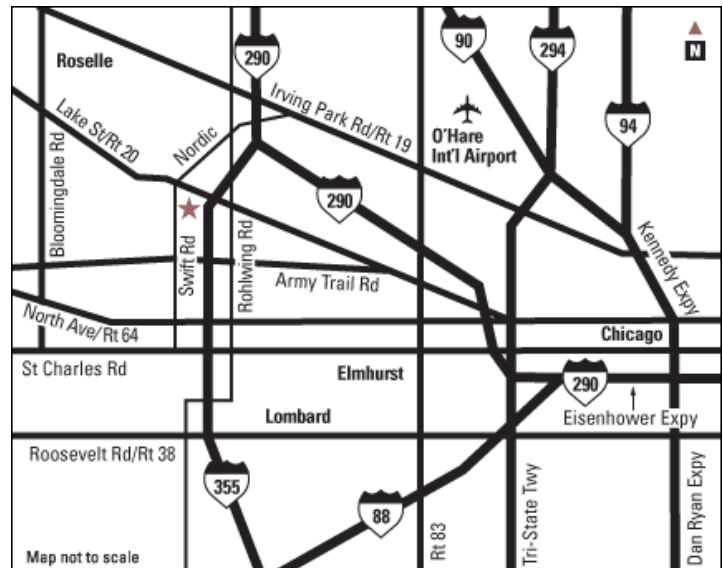 290
90
294
N
Roselle
94
Irving Park Rd/Rt 19
Lake St/Rt 20
Nordic
O'Hare
Int'l Airport
Bloomingdale Rd
290
Swift Rd
Rohlwing Rd
Kennedy Expy
Army Trail Rd
North Ave/Rt 64
Chicago
St Charles Rd
Elmhurst
290
Eisenhower Expy
Lombard
Roosevelt Rd/Rt 38
355
88
Rt 83
Tri-State Twy
Dan Ryan Expy
Map not to scale